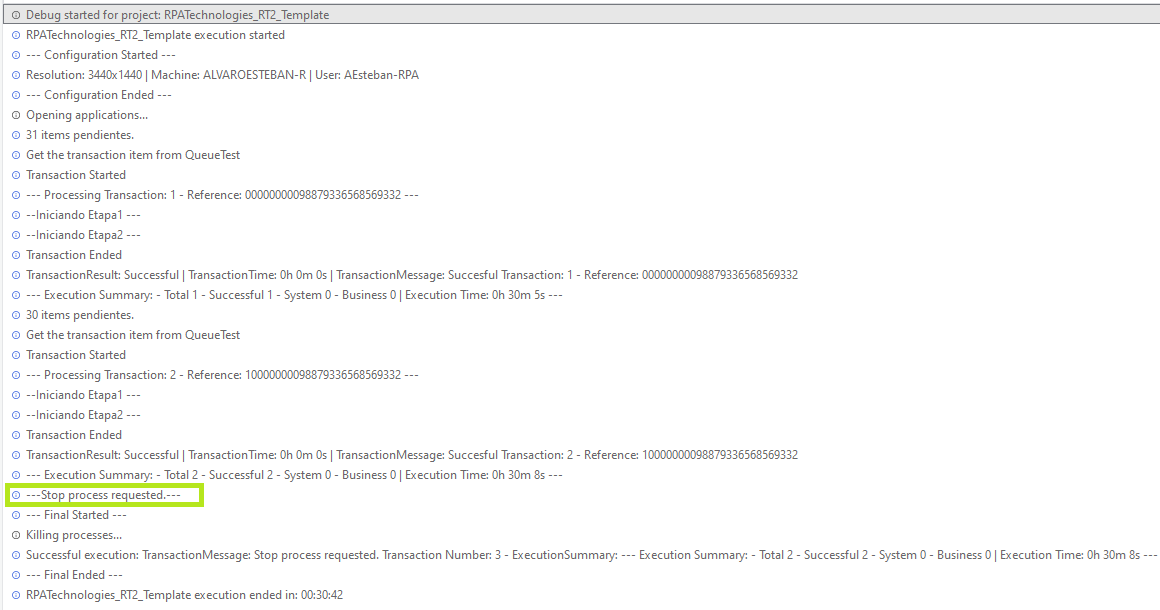 Debug started for project: RPATechnologies_RT2_Template
RPATechnologies_RT2_Template execution started
--- Configuration Started ---
Resolution: 3440x1440 | Machine: ALVAROESTEBAN-R | User: AEsteban-RPA
--- Configuration Ended ---
Opening applications...
31 items pendientes.
Get the transaction item from QueueTest
Transaction Started
--- Processing Transaction: 1 - Reference: 00000000098879336568569332 ---
--Iniciando Etapa1 ---
--Iniciando Etapa2 ---
Transaction Ended
TransactionResult: Successful | TransactionTime: 0h 0m 0s | TransactionMessage: Succesful Transaction: 1 - Reference: 00000000098879336568569332
--- Execution Summary: - Total 1 - Successful 1 - System 0 - Business 0 | Execution Time: 0h 30m 5s ---
30 items pendientes.
Get the transaction item from QueueTest
Transaction Started
--- Processing Transaction: 2 - Reference: 10000000098879336568569332 ---
--Iniciando Etapa1 ---
--Iniciando Etapa2 ---
Transaction Ended
TransactionResult: Successful | TransactionTime: 0h 0m 0s | TransactionMessage: Succesful Transaction: 2 - Reference: 10000000098879336568569332
--- Execution Summary: - Total 2 - Successful 2 - System 0 - Business 0 | Execution Time: 0h 30m 8s ---
---Stop process requested.---
--- Final Started ---
Killing processes...
Successful execution: TransactionMessage: Stop process requested. Transaction Number: 3 - ExecutionSummary: --- Execution Summary: - Total 2 - Successful 2 - System 0 - Business 0 | Execution Time: 0h 30m 8s ---
--- Final Ended ---
RPATechnologies_RT2_Template execution ended in: 00:30:42